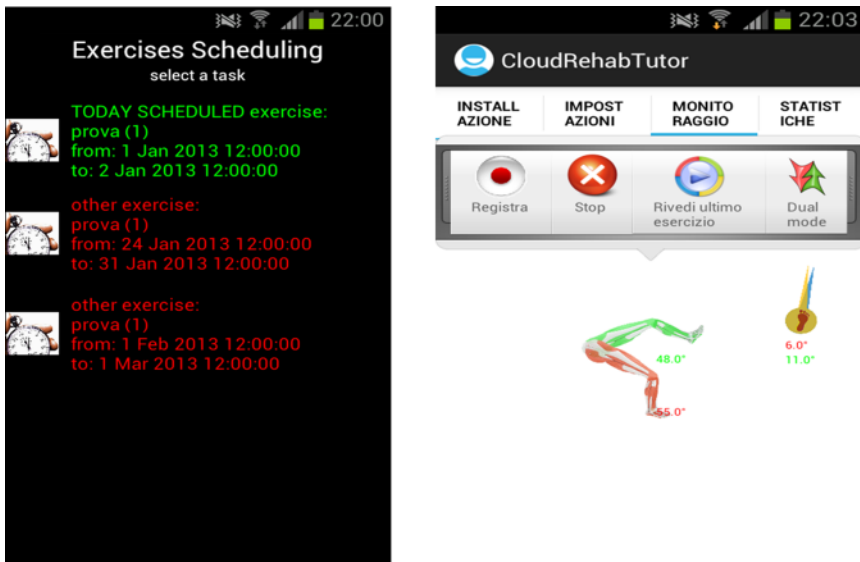 22:00
Exercises Scheduling
select a task
TODAY SCHEDULED exercise:
prova (1)
from: 1 Jan 2013 12:00:00
to: 2 Jan 2013 12:00:00
other exercise:
prova (1)
from: 24 Jan 2013 12:00:00
to: 31 Jan 2013 12:00:00
other exercise:
prova (1)
from: 1 Feb 2013 12:00:00
to: 1 Mar 2013 12:00:00
22:03
CloudRehabTutor
INSTALL
AZIONE
IMPOST
AZIONI
MONITO
RAGGIO
STATIST
ICHE
Registra
Stop
Rivedi ultimo
esercizio
Dual
mode
48.0°
55.0°
6.0°
11.0°